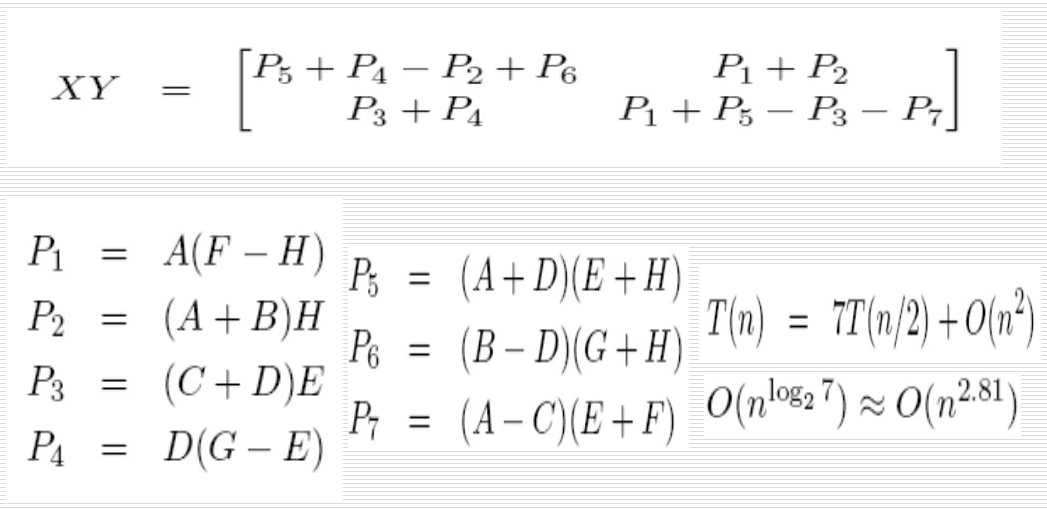 XY = [P₅ + P₄ − P₂ + P₆ P₁ + P₂
P₃ + P₄ P₁ + P₅ − P₃ − P₇]
P₁ = A(F − H)
P₂ = (A + B)H
P₃ = (C + D)E
P₄ = D(G − E)
P₅ = (A + D)(E + H)
P₆ = (B − D)(G + H)
P₇ = (A − C)(E + F)
T(n) = 7T(n/2) + O(n²)
O(n^{log₂ 7}) ≈ O(n^{2.81})